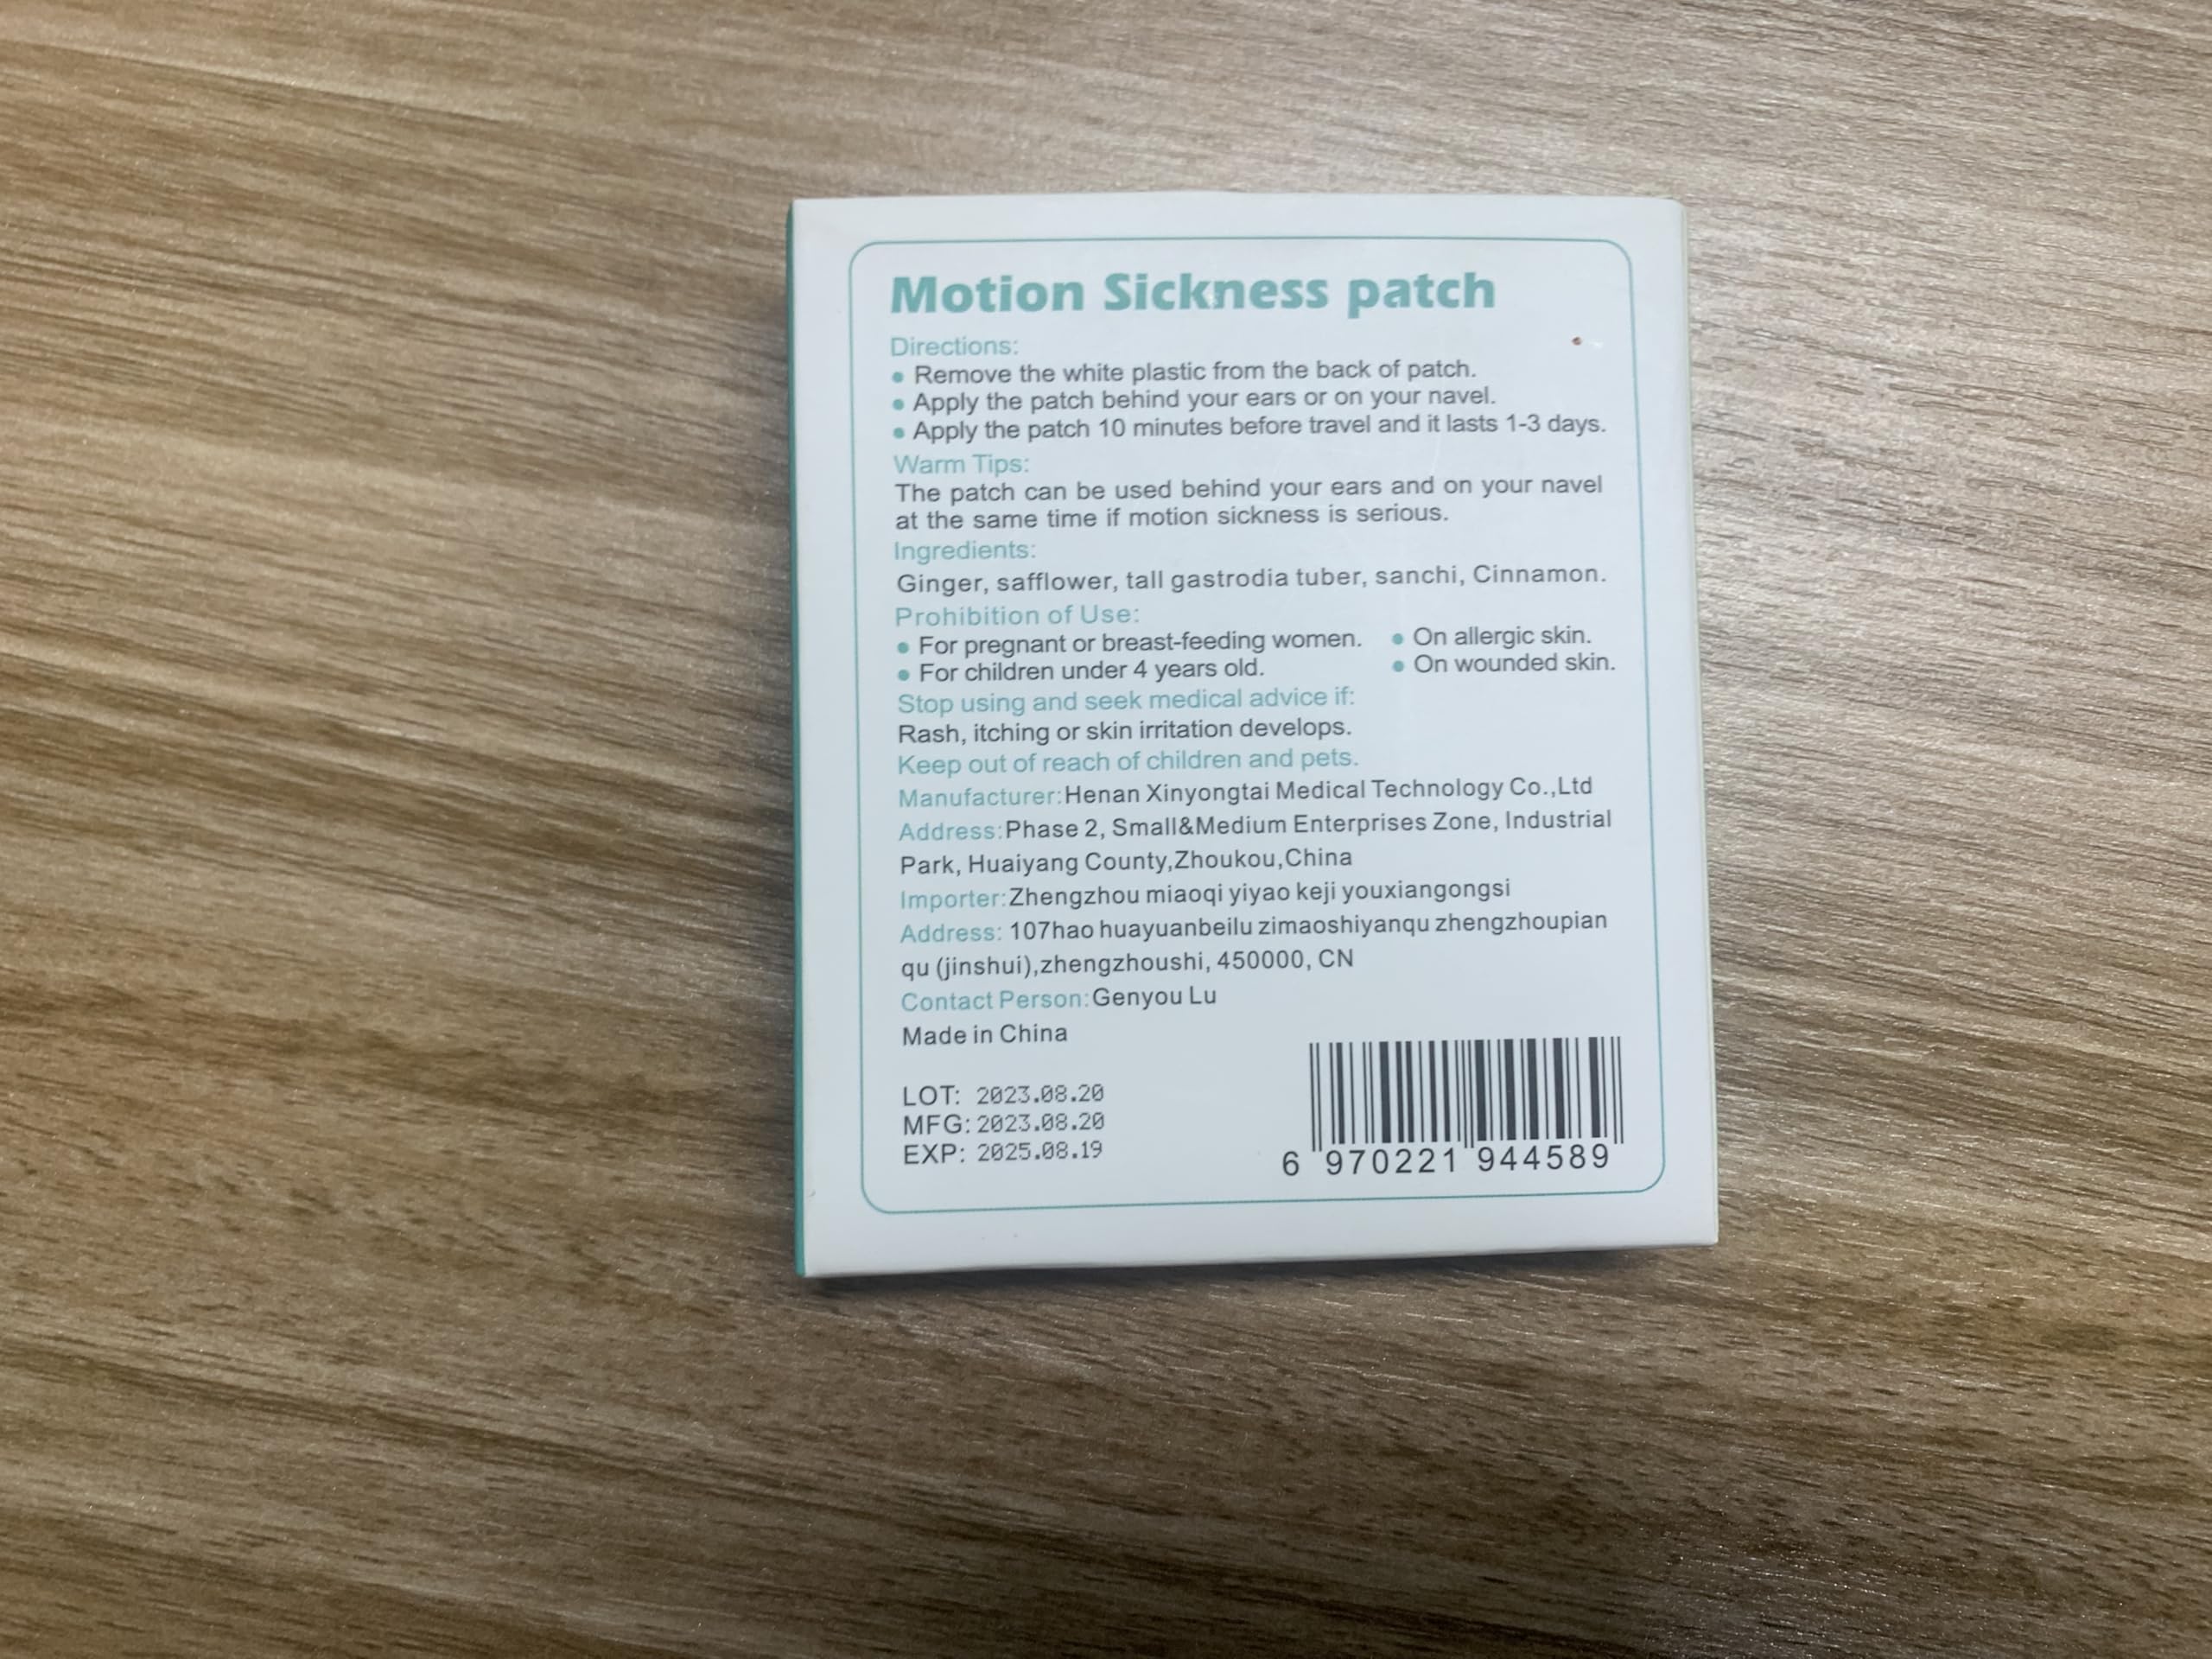 Motion Sickness patch
Directions:
• Remove the white plastic from the back of patch.
• Apply the patch behind your ears or on your navel.
• Apply the patch 10 minutes before travel and it lasts 1-3 days.
Warm Tips:
The patch can be used behind your ears and on your navel
at the same time if motion sickness is serious.
Ingredients:
Ginger, safflower, tall gastrodia tuber, sanchi, Cinnamon.
Prohibition of Use:
• For pregnant or breast-feeding women. • On allergic skin.
• For children under 4 years old. • On wounded skin.
Stop using and seek medical advice if:
Rash, itching or skin irritation develops.
Keep out of reach of children and pets.
Manufacturer:Henan Xinyongtai Medical Technology Co.,Ltd
Address:Phase 2, Small&Medium Enterprises Zone, Industrial
Park, Huaiyang County,Zhoukou,China
Importer:Zhengzhou miaoqi yiyao keji youxiangongsi
Address: 107hao huayuanbeilu zimaoshiyanqu zhengzhoupian
qu (jinshui),zhengzhoushi, 450000, CN
Contact Person:Genyou Lu
Made in China
LOT: 2023.08.20
MFG: 2023.08.20
EXP: 2025.08.19
6 970221 944589